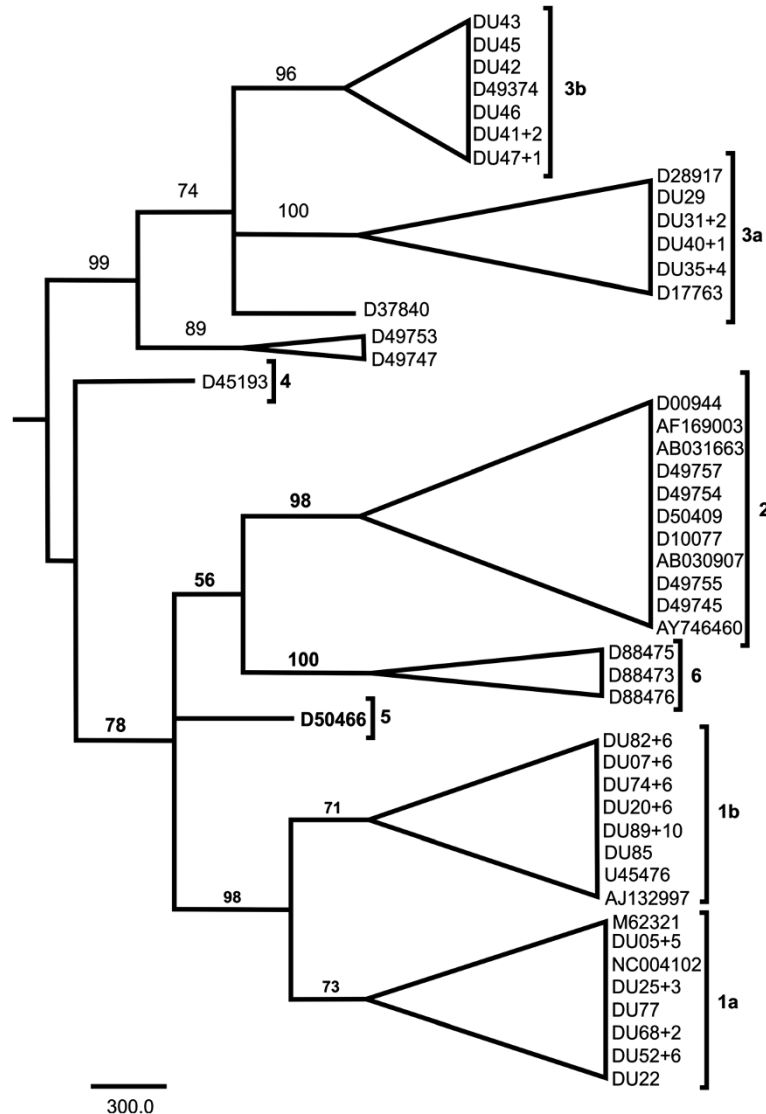 DU43
DU45
DU42
D49374
DU46
DU41+2
DU47+1
3b
96
D28917
DU29
DU31+2
DU40+1
DU35+4
D17763
3a
74
100
99
D37840
89
D49753
D49747
D45193
4
D00944
AF169003
AB031663
D49757
D49754
D50409
D10077
AB030907
D49755
D49745
AY746460
2
98
56
D88475
D88473
D88476
6
100
D50466
5
78
DU82+6
DU07+6
DU74+6
DU20+6
DU89+10
DU85
U45476
AJ132997
1b
71
98
M62321
DU05+5
NC004102
DU25+3
DU77
DU68+2
DU52+6
DU22
1a
73
300.0